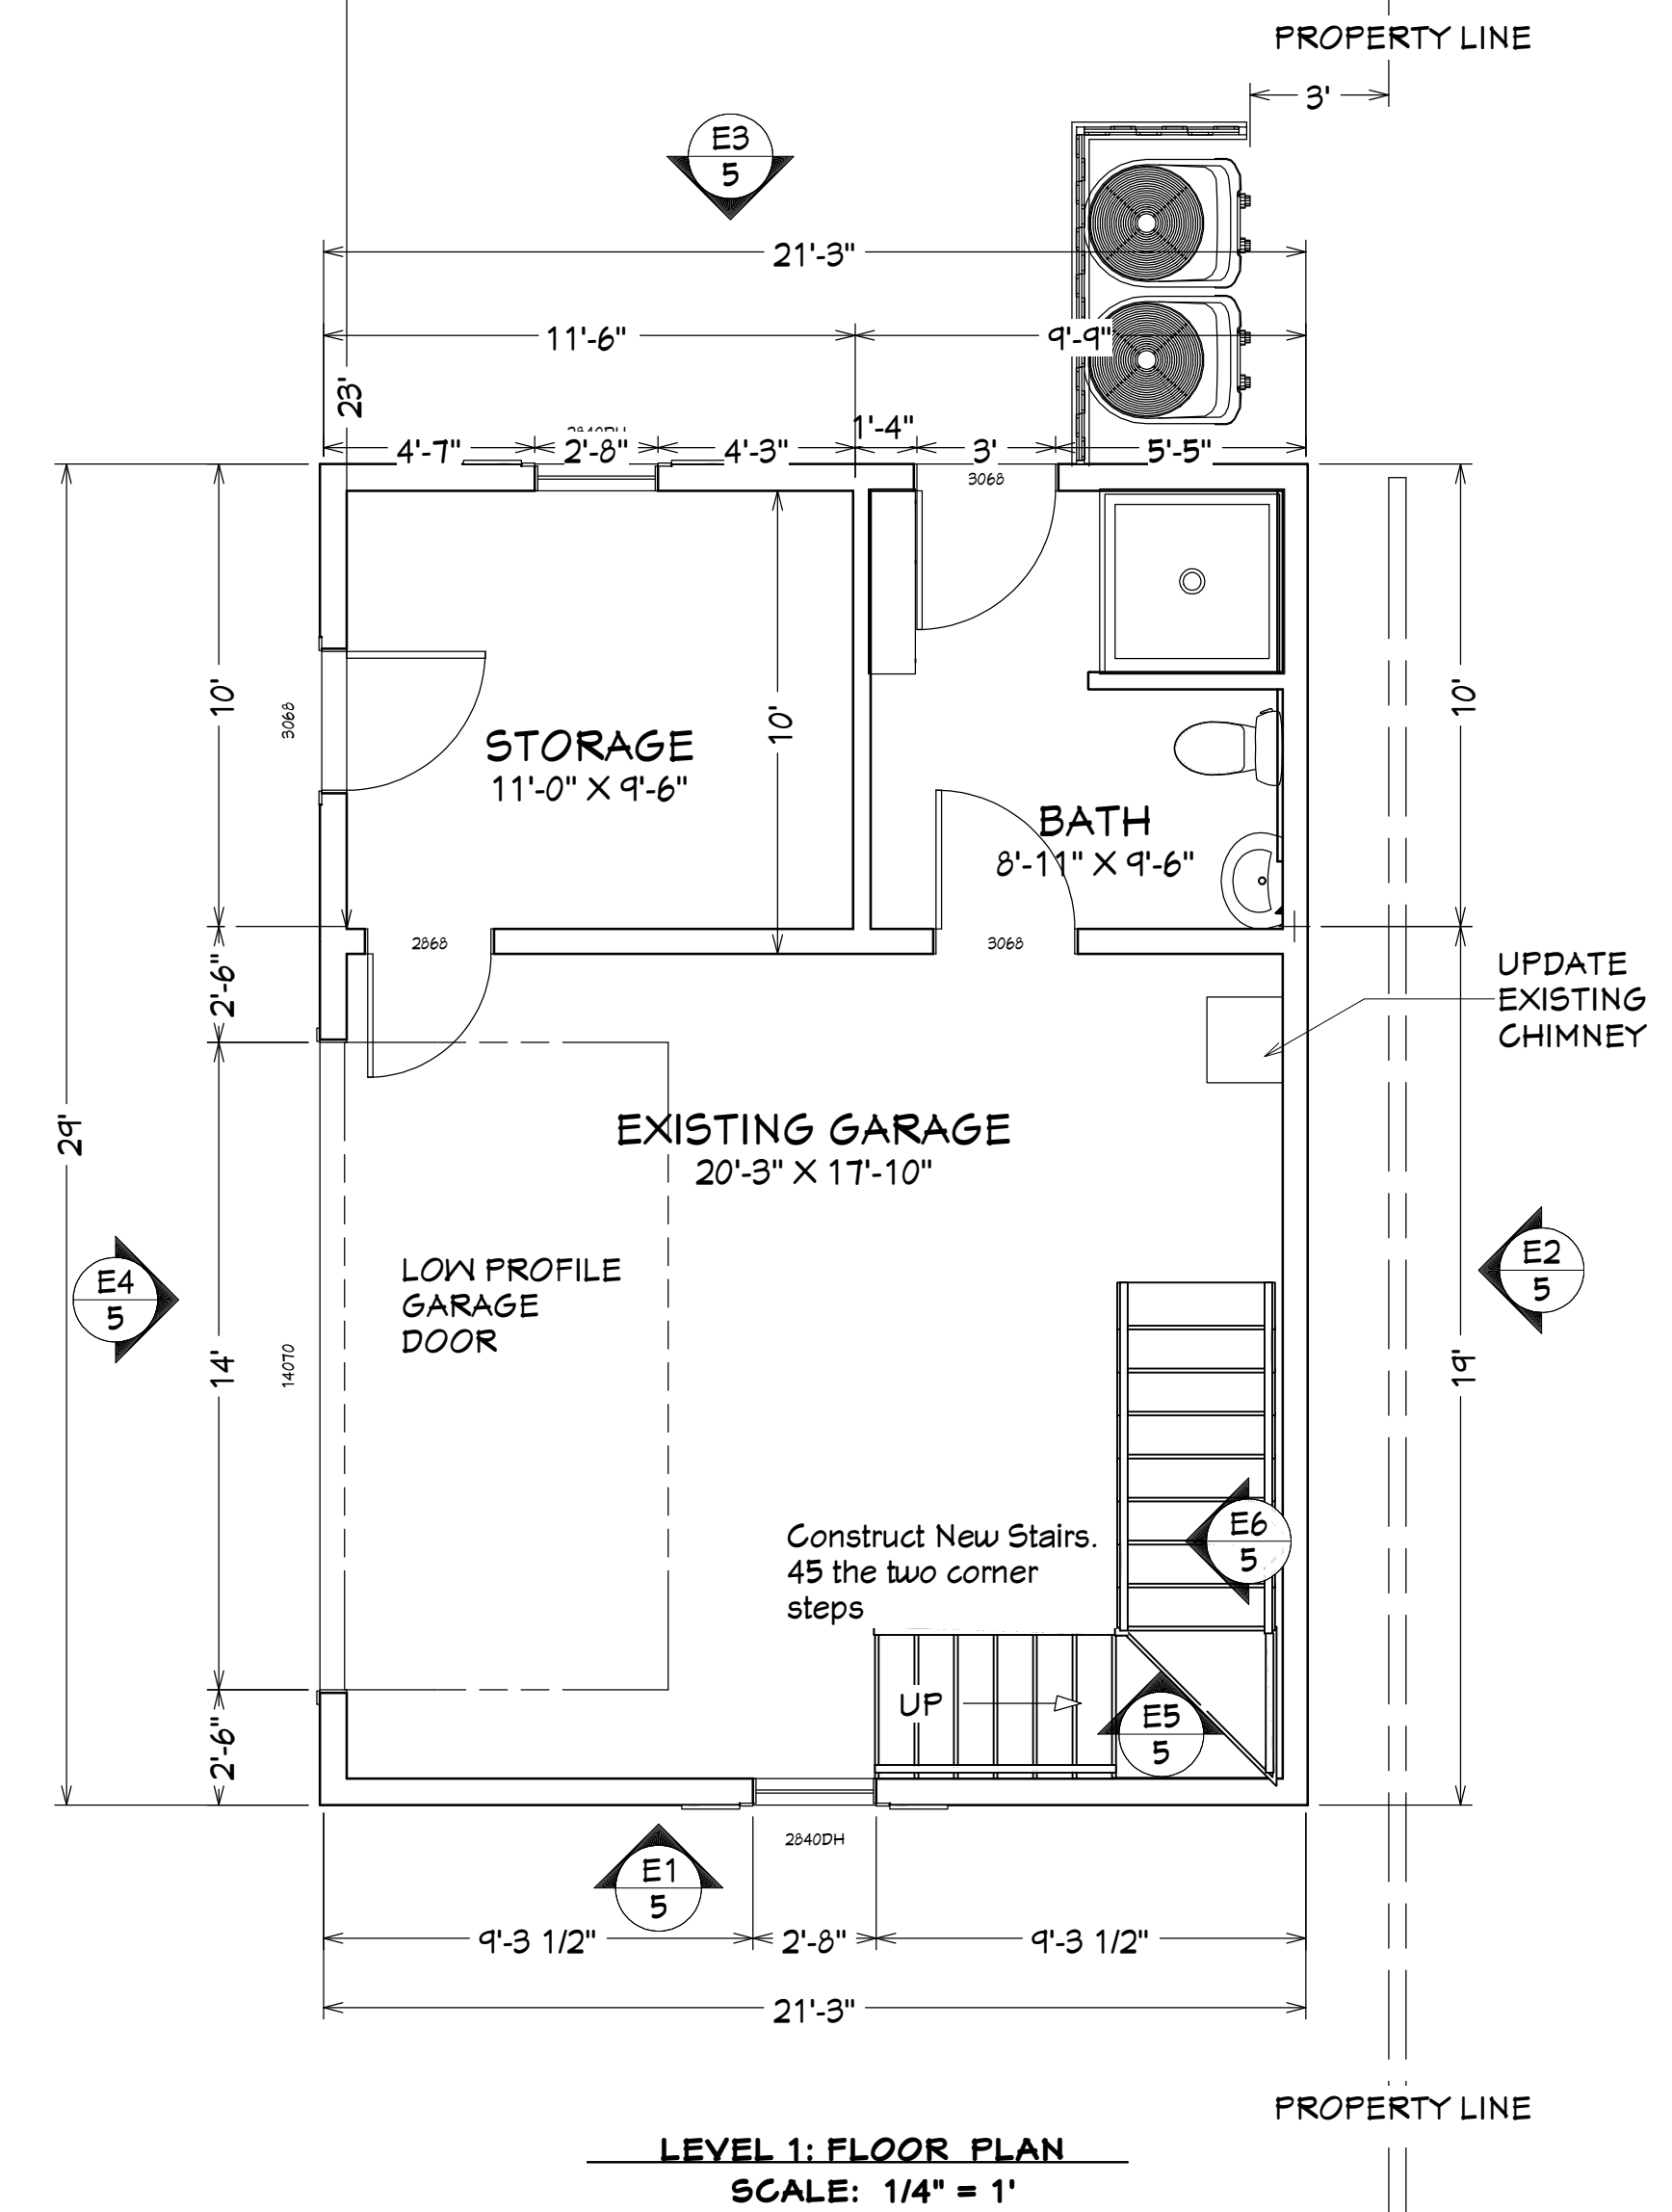 PROPERTY LINE
3'
E3
5
21'-3"
11'-6"
9'-9"
23'
1'-4"
4'-7"
2'-8"
4'-3"
3'
5'-5"
3068
10'
3068
10'
10'
STORAGE
11'-0" X 9'-6"
BATH
8'-11" X 9'-6"
2868
3068
2'-6"
UPDATE
EXISTING
CHIMNEY
29'
EXISTING GARAGE
20'-3" X 17'-10"
E4
5
E2
5
LOW PROFILE
GARAGE
DOOR
14'
14070
19'
Construct New Stairs.
45 the two corner
steps
E6
5
UP
E5
5
2'-6"
2840DH
E1
5
9'-3 1/2"
2'-8"
9'-3 1/2"
21'-3"
PROPERTY LINE
LEVEL 1: FLOOR PLAN
SCALE: 1/4" = 1'